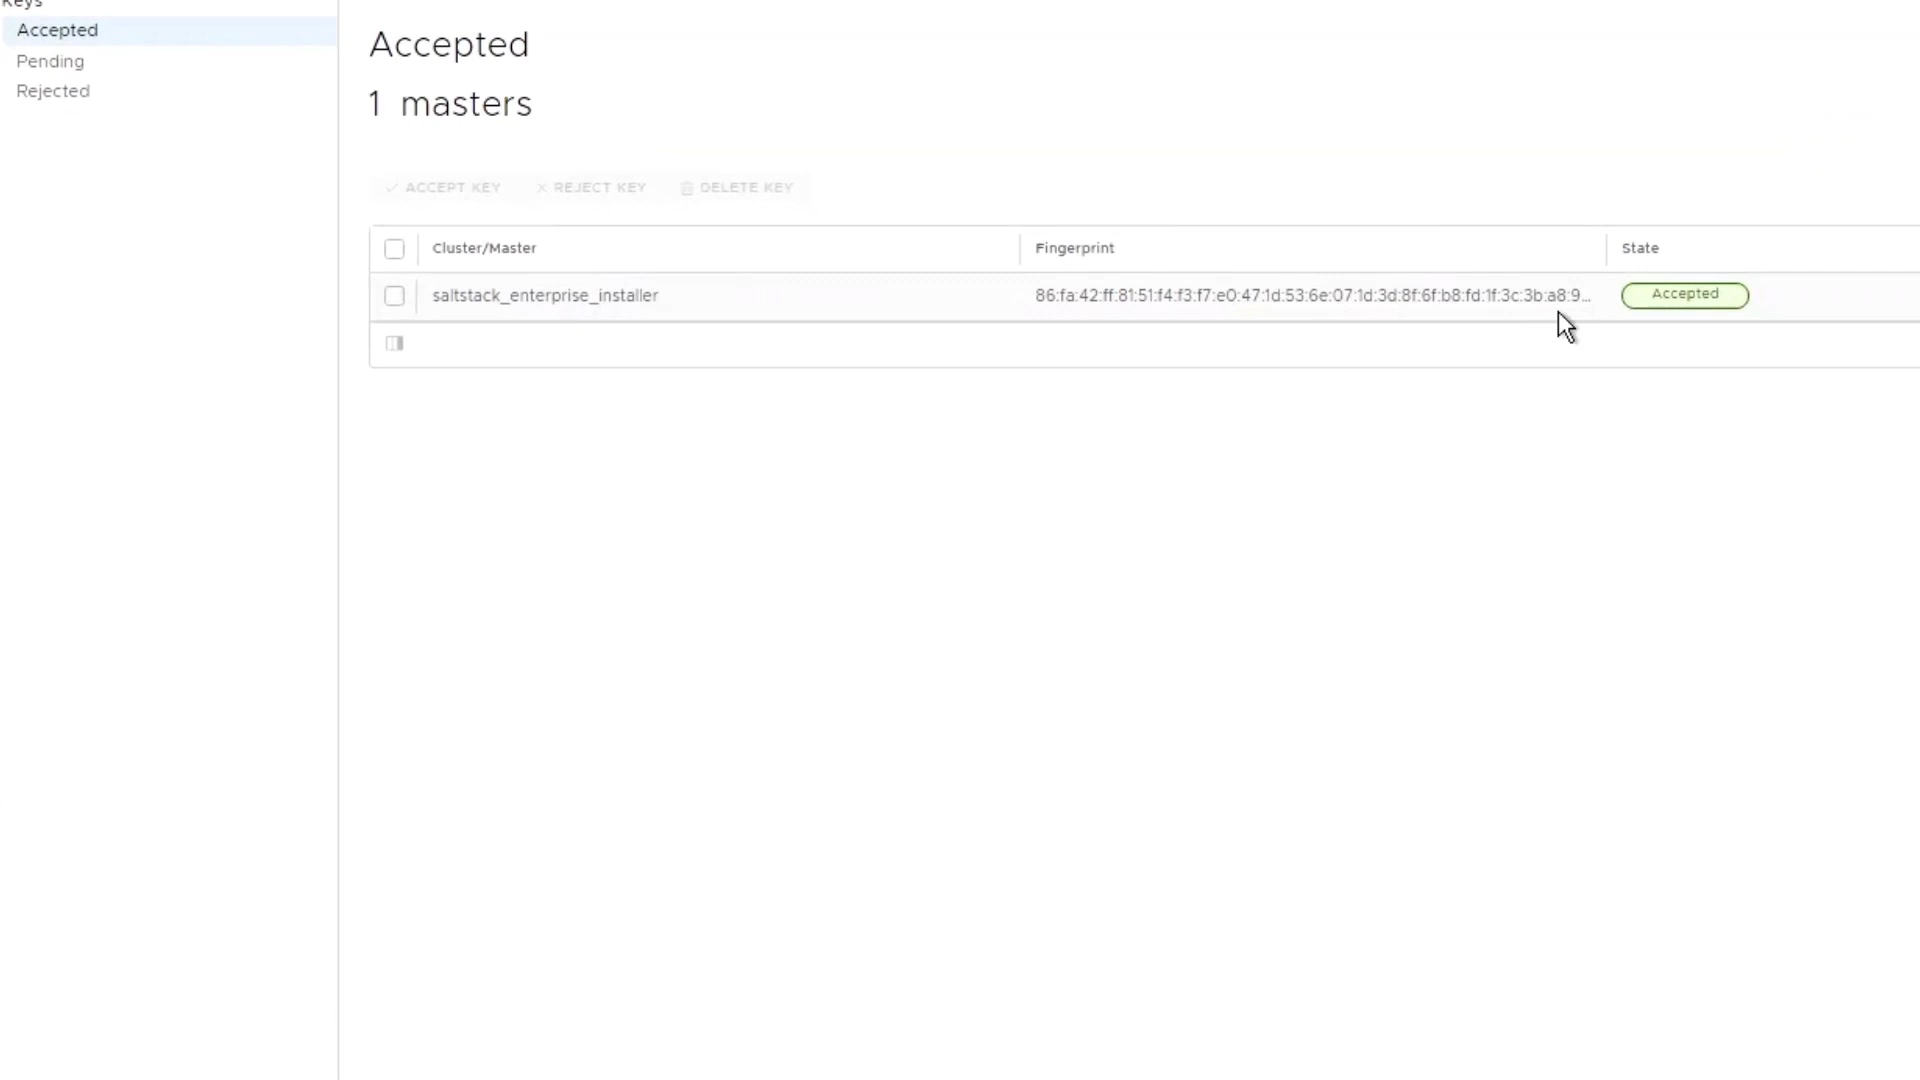 Keys
Accepted
Pending
Rejected
Accepted
1 masters
ACCEPT KEY REJECT KEY DELETE KEY
Cluster/Master Fingerprint State
saltstack_enterprise_installer 86:fa:42:ff:81:51:f4:f3:f7:e0:47:1d:53:6e:07:1d:3d:8f:6f:b8:fd:1f:3c:3b:a8:9... Accepted